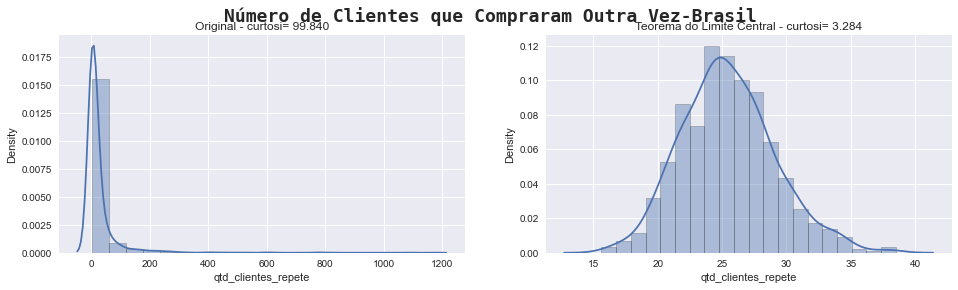 Número de Clientes que Compraram Outra Vez-Brasil
Original - curtosi= 99.840
Density
0.0175
0.0150
0.0125
0.0100
0.0075
0.0050
0.0025
0.0000
0 200 400 600 800 1000 1200
qtd_clientes_repete
Teorema do Limite Central - curtosi= 3.284
Density
0.12
0.10
0.08
0.06
0.04
0.02
0.00
15 20 25 30 35 40
qtd_clientes_repete